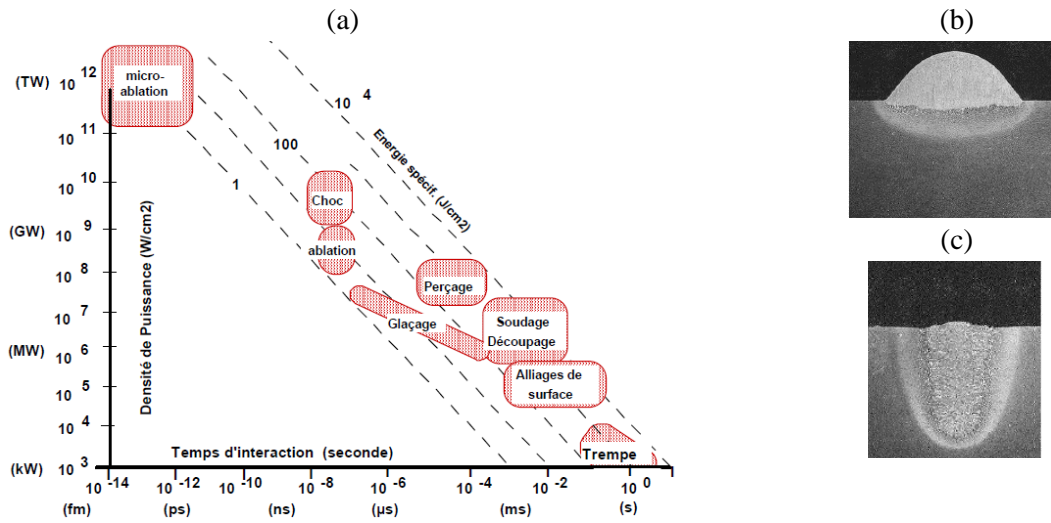 (a)
(b)
(TW) 10 12
micro-
ablation
10 11
10 4
100
Energie spécif. (J/cm2)
1
10 10
Choc
(GW) 10 9
ablation
(c)
10 8
Perçage
10 7
Glaçage
Soudage
Découpage
(MW) 10 6
Alliages de
surface
10 5
10 4
Densité de Puissance (W/cm2)
Temps d'interaction (seconde)
Trempe
(kW) 10 3
10 -14 10 -12 10 -10 10 -8 10 -6 10 -4 10 -2 10 0
(fm) (ps) (ns) (µs) (ms) (s)